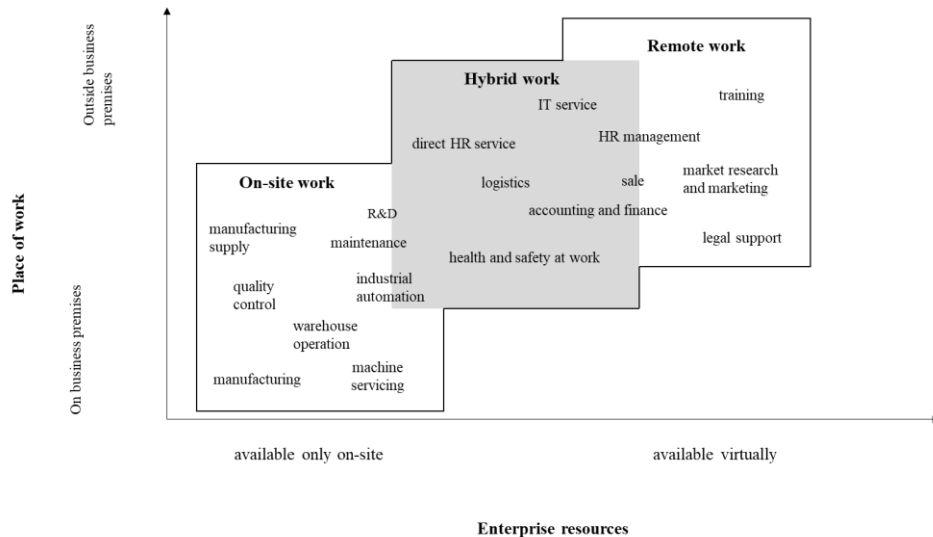 Outside business
premises
Place of work
On business premises
Remote work
training
Hybrid work
IT service
HR management
direct HR service
market research
and marketing
logistics
sale
accounting and finance
legal support
health and safety at work
On-site work
R&D
manufacturing
supply
maintenance
quality
control
industrial
automation
warehouse
operation
manufacturing
machine
servicing
available only on-site
available virtually
Enterprise resources